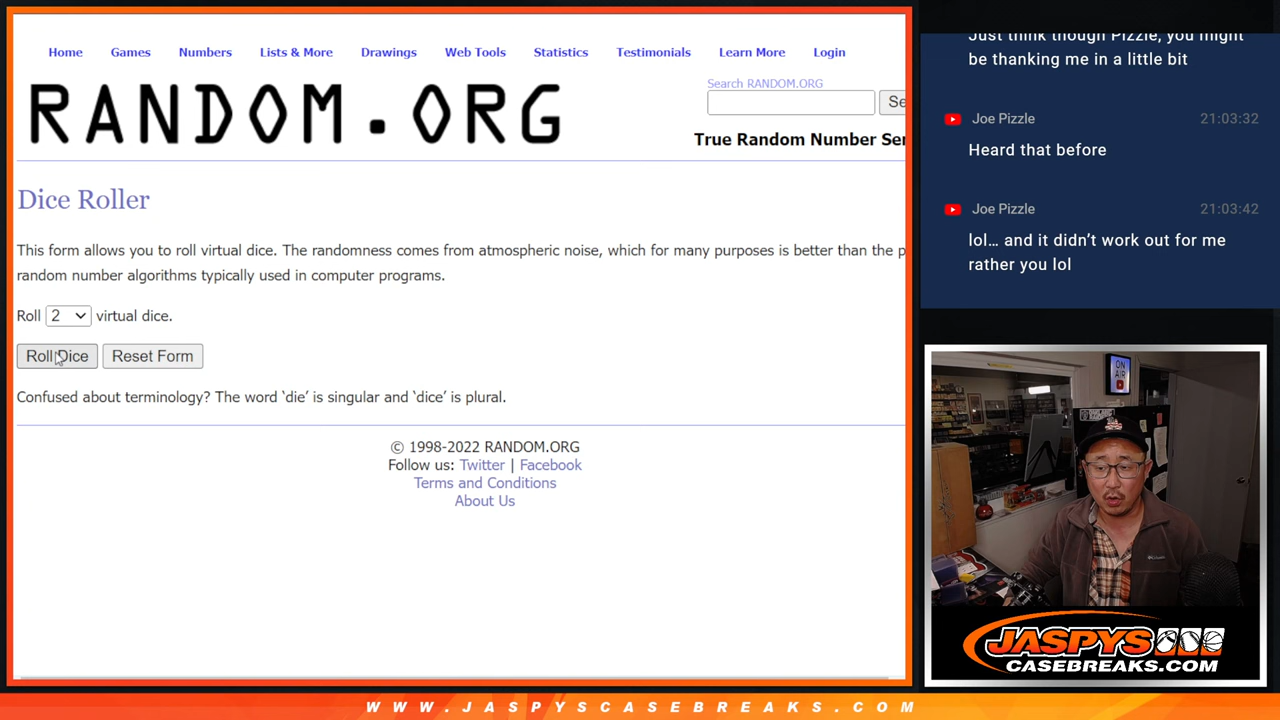 Home Games Numbers Lists & More Drawings Web Tools Statistics Testimonials Learn More Login
RANDOM.ORG
Search RANDOM.ORG
Se
True Random Number Ser
Dice Roller
This form allows you to roll virtual dice. The randomness comes from atmospheric noise, which for many purposes is better than the p
random number algorithms typically used in computer programs.
Roll 2 virtual dice.
Roll Dice Reset Form
Confused about terminology? The word ‘die’ is singular and ‘dice’ is plural.
© 1998-2022 RANDOM.ORG
Follow us: Twitter | Facebook
Terms and Conditions
About Us
Just think though Pizzle, you might
be thanking me in a little bit
Joe Pizzle 21:03:32
Heard that before
Joe Pizzle 21:03:42
lol... and it didn’t work out for me
rather you lol
ON
AIR
JASPYS
CASEBREAKS.COM
WWW.JASPYSCASEBREAKS.COM